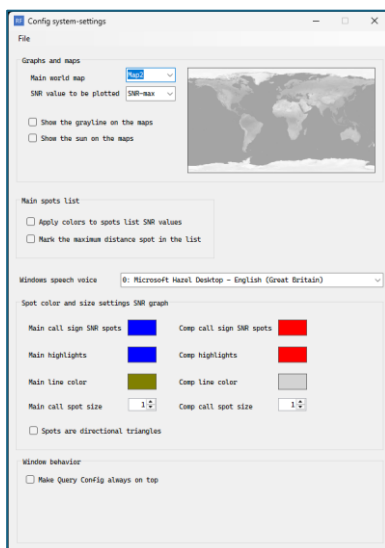 RF Config system-settings
File
Graphs and maps
Main world map Map2
SNR value to be plotted SNR-max
Show the grayline on the maps
Show the sun on the maps
Main spots list
Apply colors to spots list SNR values
Mark the maximum distance spot in the list
Windows speech voice 0: Microsoft Hazel Desktop - English (Great Britain)
Spot color and size settings SNR graph
Main call sign SNR spots Comp call sign SNR spots
Main highlights Comp highlights
Main line color Comp line color
Main call spot size 1 Comp call spot size 1
Spots are directional triangles
Window behavior
Make Query Config always on top